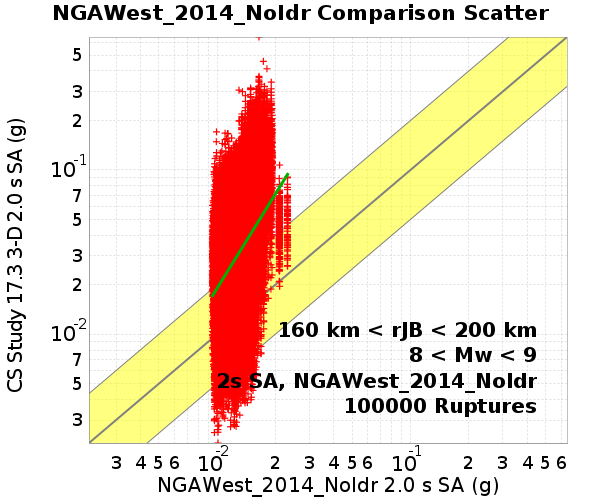 NGAWest_2014_NoIdr Comparison Scatter
CS Study 17.3 3-D 2.0 s SA (g)
5
3
2
10^-1
7
5
3
2
10^-2
7
5
3
160 km < rJB < 200 km
8 < Mw < 9
2s SA, NGAWest_2014_NoIdr
100000 Ruptures
3 4 5 6 10^-2 2 3 4 5 6 10^-1 2 3 4 5 6
NGAWest_2014_NoIdr 2.0 s SA (g)